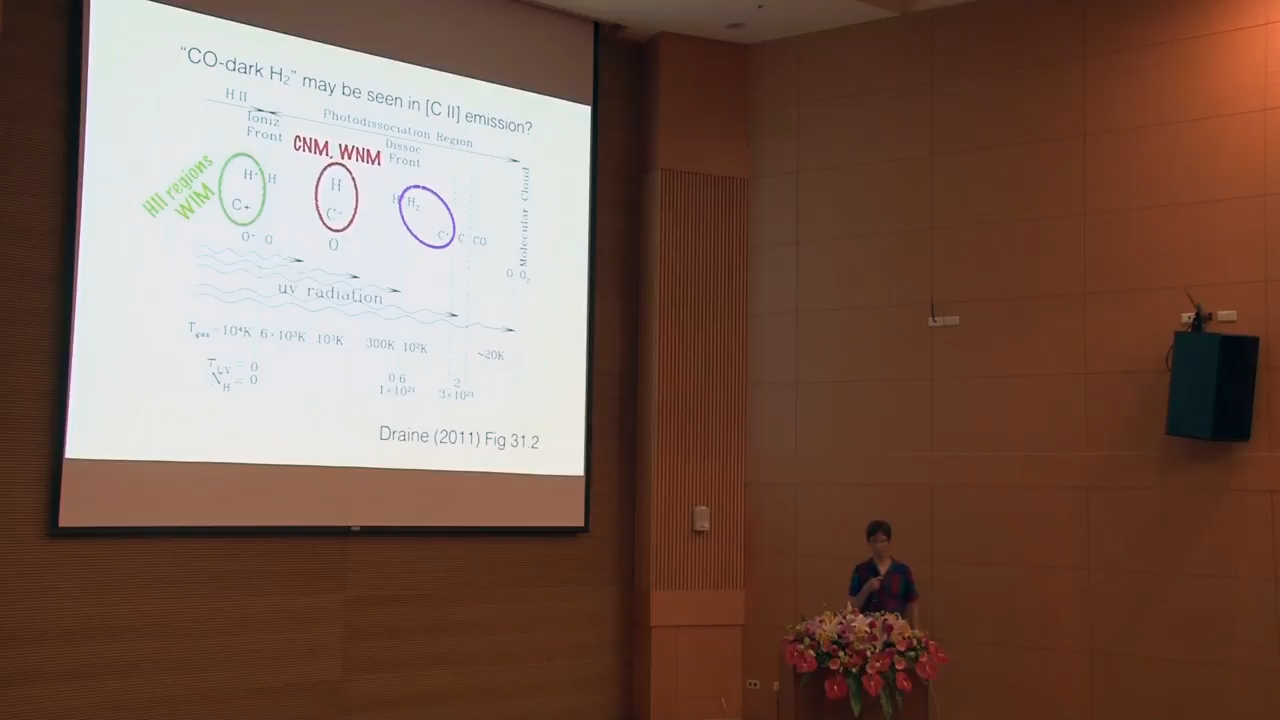 "CO-dark H₂" may be seen in [C II] emission?
H II
Ioniz
Front
Photodissociation Region
Dissoc
Front
CNM, WNM
HII regions
WIM
H⁺ H
H
H H₂
C+
C⁺
C⁺ C CO
O⁺ O
O
O O₂
Molecular Cloud
uv radiation
Tgas = 10⁴K 6×10³K 10³K 300K 10²K ~20K
τUV = 0 0.6 2
NH = 0 1×10²¹ 3×10²¹
Draine (2011) Fig 31.2